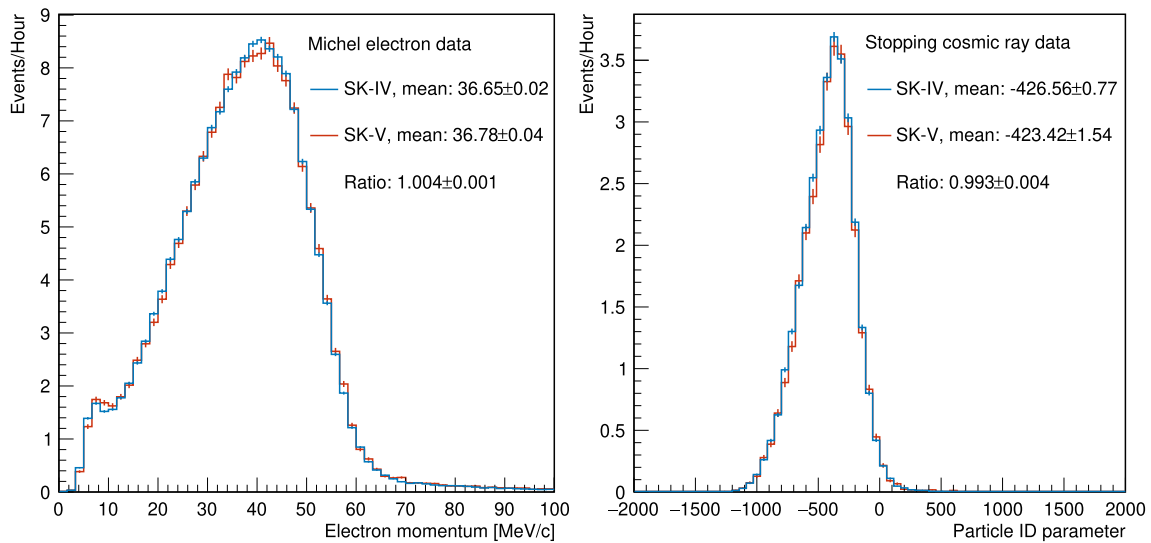 Events/Hour
9
8
7
6
5
4
3
2
1
0
Michel electron data
SK-IV, mean: 36.65±0.02
SK-V, mean: 36.78±0.04
Ratio: 1.004±0.001
0 10 20 30 40 50 60 70 80 90 100
Electron momentum [MeV/c]
Events/Hour
3.5
3
2.5
2
1.5
1
0.5
0
Stopping cosmic ray data
SK-IV, mean: -426.56±0.77
SK-V, mean: -423.42±1.54
Ratio: 0.993±0.004
−2000 −1500 −1000 −500 0 500 1000 1500 2000
Particle ID parameter